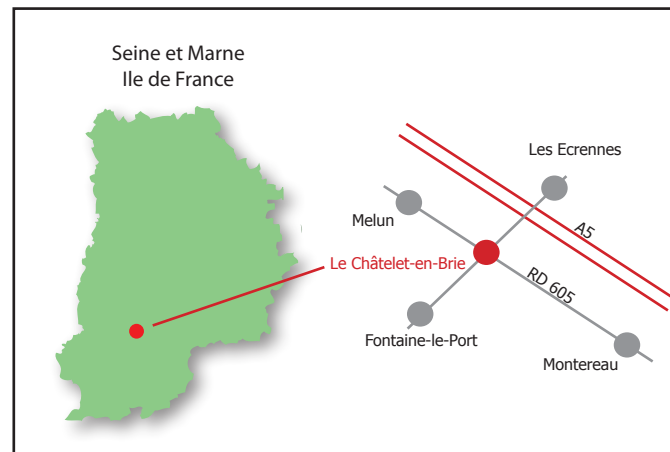 Seine et Marne
Ile de France
Les Ecrennes
Melun
A5
Le Châtelet-en-Brie
RD 605
Fontaine-le-Port
Montereau